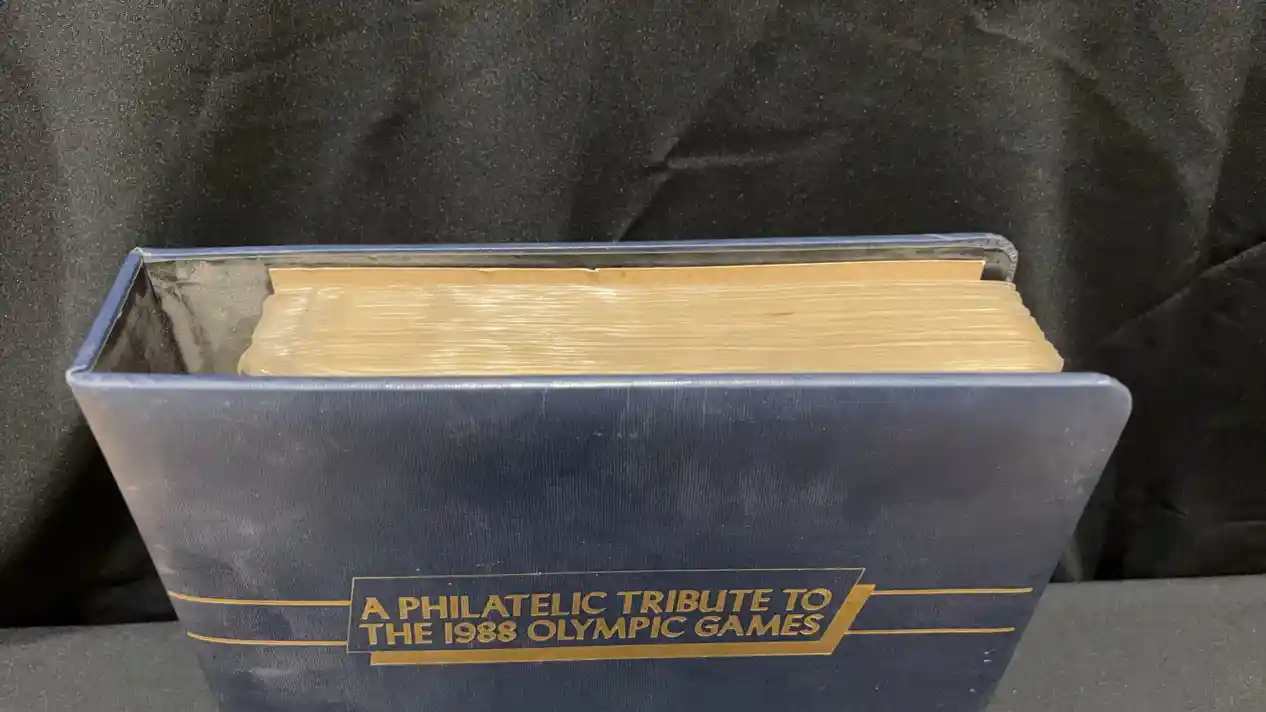 A PHILATELIC TRIBUTE TO
THE 1988 OLYMPIC GAMES